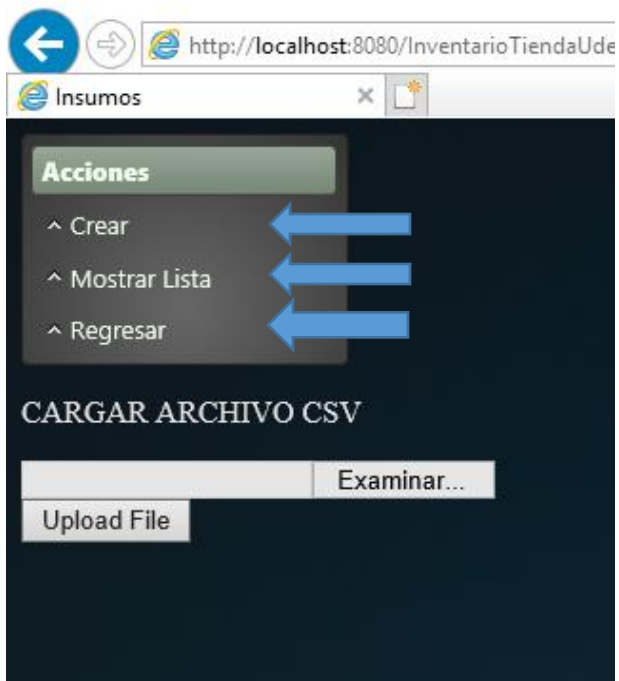 http://localhost:8080/InventarioTiendaUde
Insumos
Acciones
Crear
Mostrar Lista
Regresar
CARGAR ARCHIVO CSV
Examinar...
Upload File